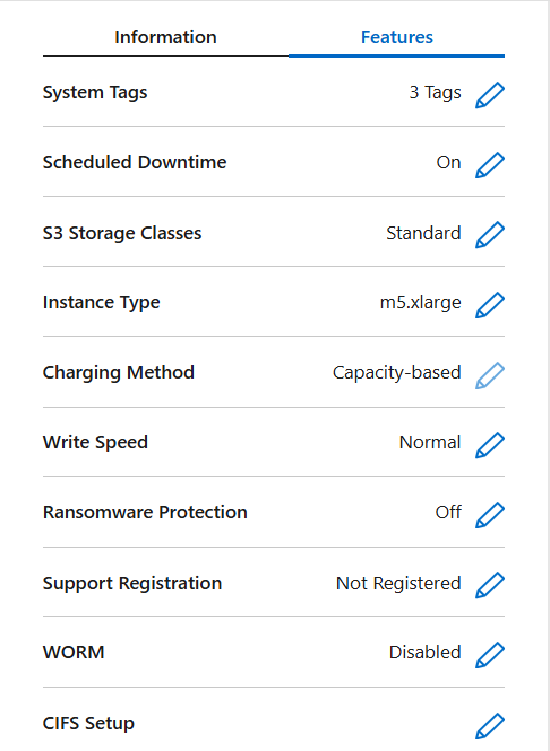 Information Features
System Tags 3 Tags
Scheduled Downtime On
S3 Storage Classes Standard
Instance Type m5.xlarge
Charging Method Capacity-based
Write Speed Normal
Ransomware Protection Off
Support Registration Not Registered
WORM Disabled
CIFS Setup